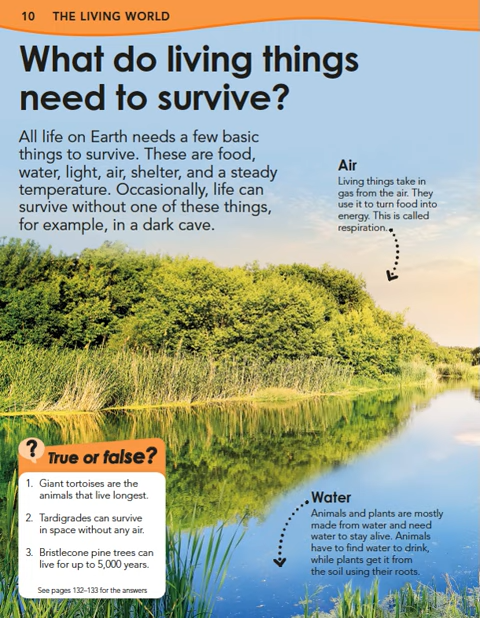 10 THE LIVING WORLD
What do living things
need to survive?
All life on Earth needs a few basic
things to survive. These are food,
water, light, air, shelter, and a steady
temperature. Occasionally, life can
survive without one of these things,
for example, in a dark cave.
Air
Living things take in
gas from the air. They
use it to turn food into
energy. This is called
respiration.
? True or false?
1. Giant tortoises are the
animals that live longest.
2. Tardigrades can survive
in space without any air.
3. Bristlecone pine trees can
live for up to 5,000 years.
See pages 132–133 for the answers
Water
Animals and plants are mostly
made from water and need
water to stay alive. Animals
have to find water to drink,
while plants get it from
the soil using their roots.